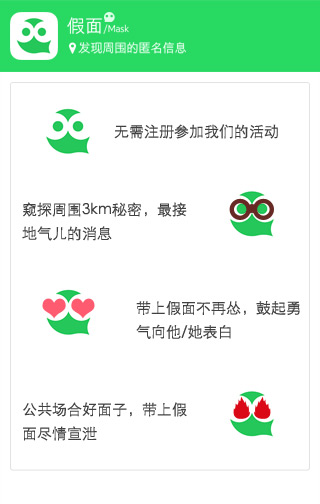 假面/Mask
发现周围的匿名信息
无需注册参加我们的活动
窥探周围3km秘密，最接
地气儿的消息
带上假面不再怂，鼓起勇
气向他/她表白
公共场合好面子，带上假
面尽情宣泄